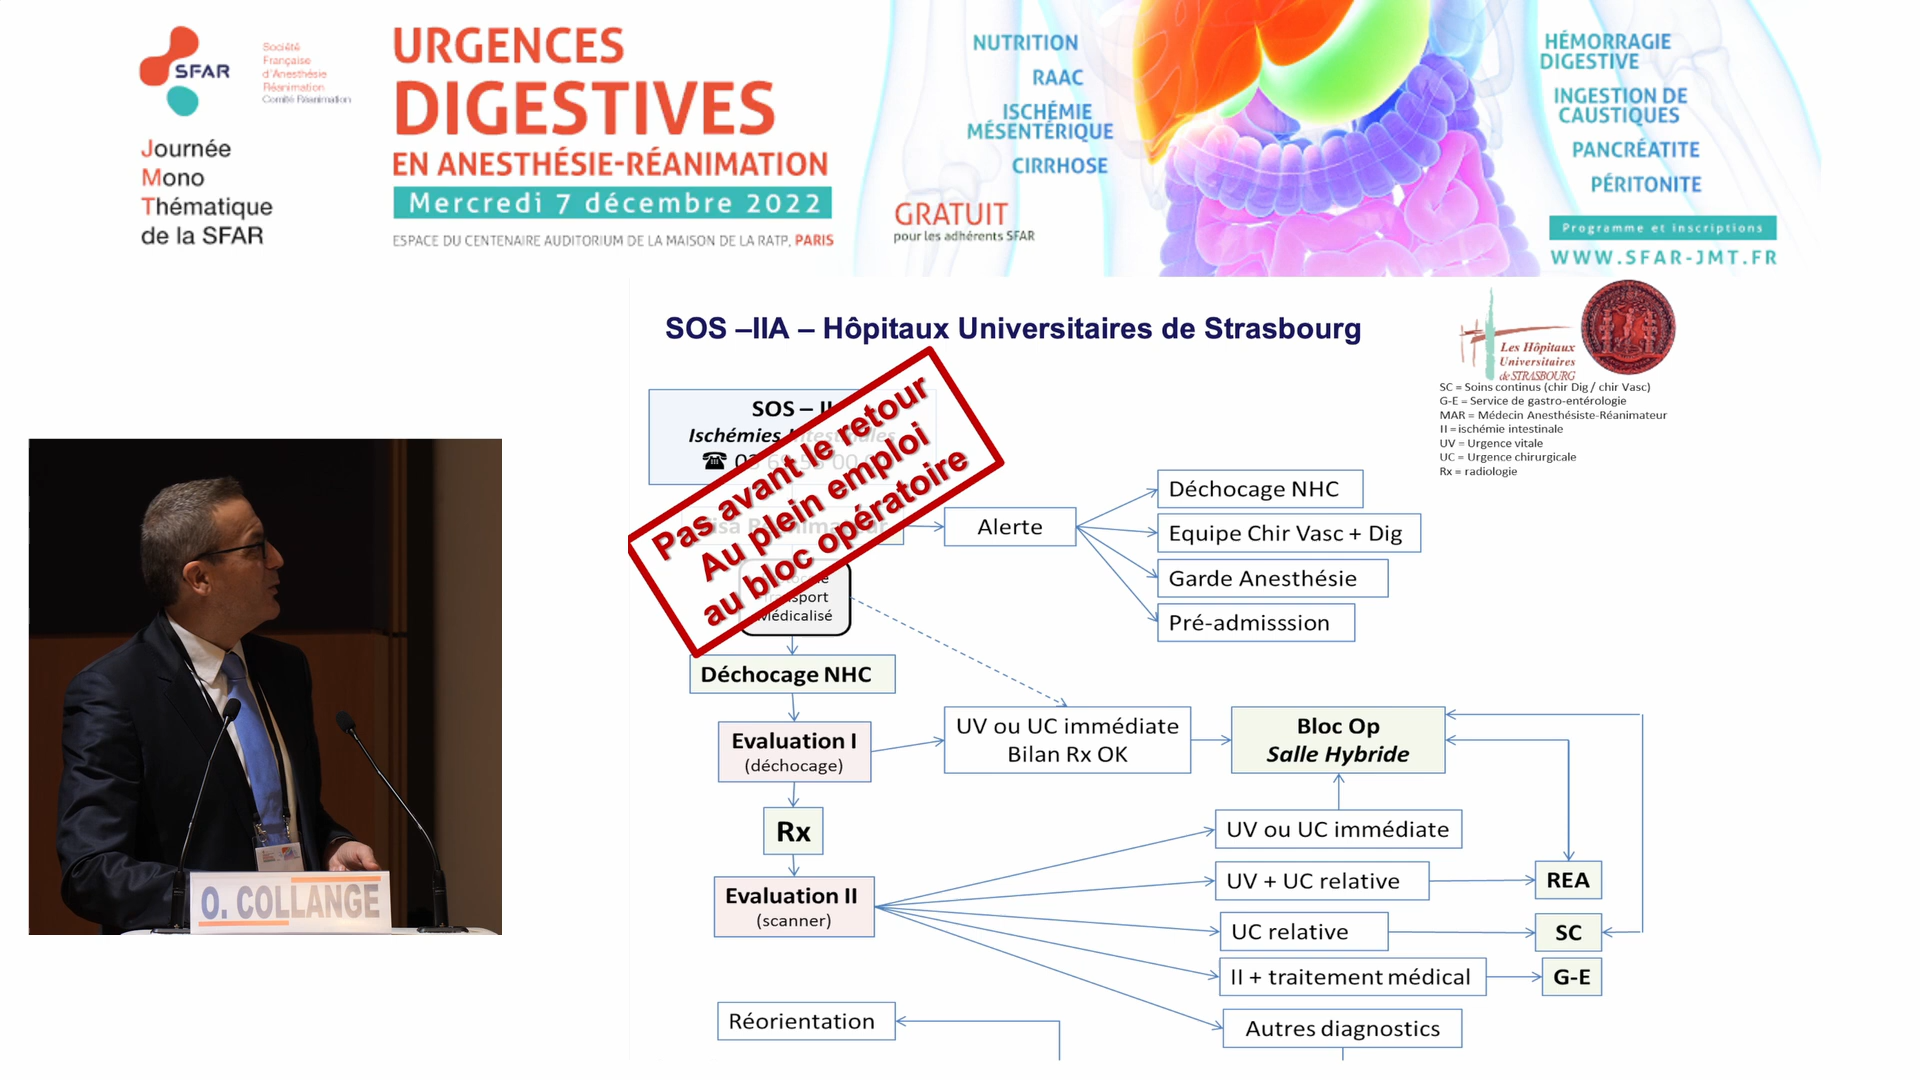 SFAR
Société
Française
d'Anesthésie
Réanimation
Comité Réanimation
Journée
Mono
Thématique
de la SFAR
URGENCES
DIGESTIVES
EN ANESTHÉSIE-RÉANIMATION
Mercredi 7 décembre 2022
ESPACE DU CENTENAIRE AUDITORIUM DE LA MAISON DE LA RATP, PARIS
NUTRITION
RAAC
ISCHÉMIE
MÉSENTÉRIQUE
CIRRHOSE
GRATUIT
pour les adhérents SFAR
HÉMORRAGIE
DIGESTIVE
INGESTION DE
CAUSTIQUES
PANCRÉATITE
PÉRITONITE
Programme et inscriptions
WWW.SFAR-JMT.FR
SOS –IIA – Hôpitaux Universitaires de Strasbourg
Les Hôpitaux
Universitaires
de STRASBOURG
SC = Soins continus (chir Dig / chir Vasc)
G-E = Service de gastro-entérologie
MAR = Médecin Anesthésiste-Réanimateur
II = ischémie intestinale
UV = Urgence vitale
UC = Urgence chirurgicale
Rx = radiologie
SOS – II
Ischémies Intestinales
Pas avant le retour
Au plein emploi
au bloc opératoire
Alerte
Déchocage NHC
Equipe Chir Vasc + Dig
Garde Anesthésie
Pré-admisssion
Médicalisé
Déchocage NHC
Evaluation I
(déchocage)
UV ou UC immédiate
Bilan Rx OK
Bloc Op
Salle Hybride
Rx
Evaluation II
(scanner)
UV ou UC immédiate
UV + UC relative
REA
UC relative
SC
II + traitement médical
G-E
Réorientation
Autres diagnostics
O. COLLANGE